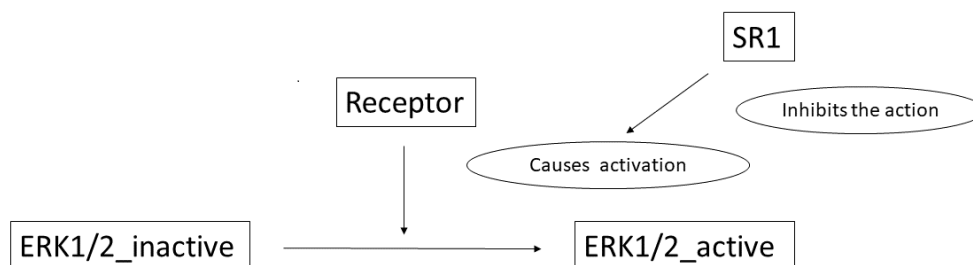 SR1
Receptor
Inhibits the action
Causes activation
ERK1/2_inactive
ERK1/2_active